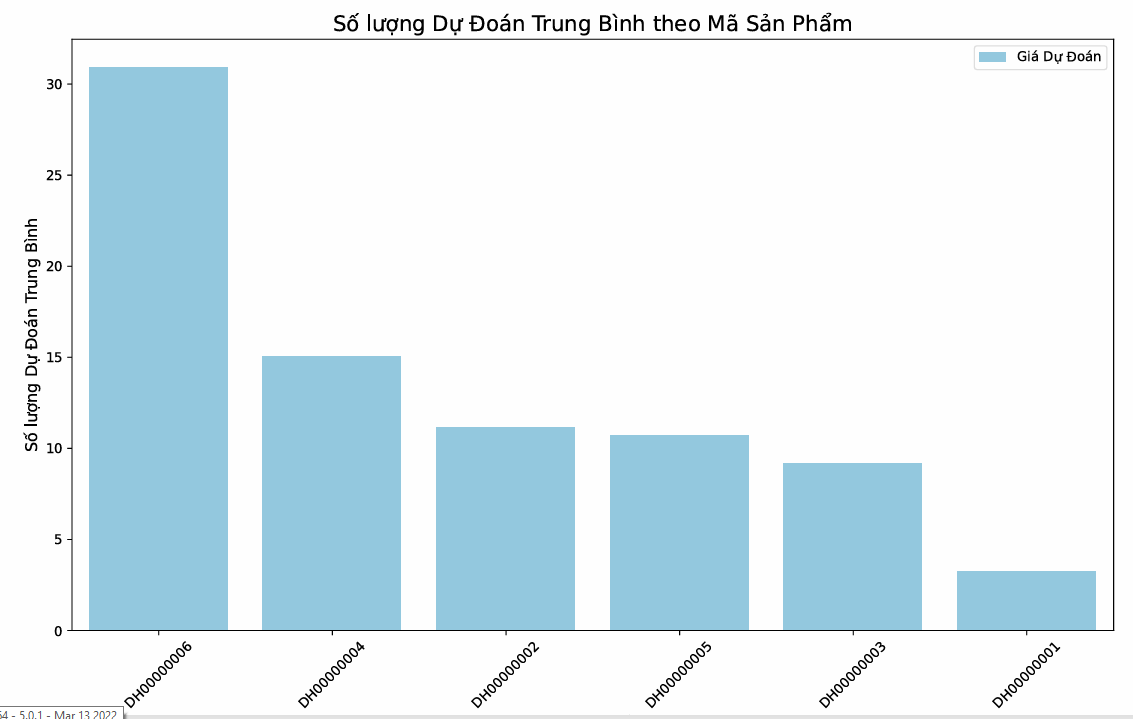 Số lượng Dự Đoán Trung Bình theo Mã Sản Phẩm
Giá Dự Đoán
Số lượng Dự Đoán Trung Bình
30
25
20
15
10
5
0
DH00000006
DH00000004
DH00000002
DH00000005
DH00000003
DH00000001
64 - 5.0.1 - Mar 13 2022